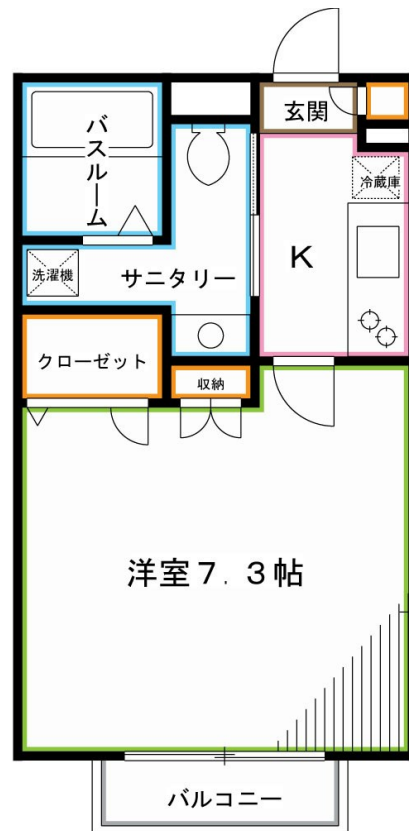 玄関
バスルーム
冷蔵庫
K
洗濯機
サニタリー
クローゼット
収納
洋室7.3帖
バルコニー